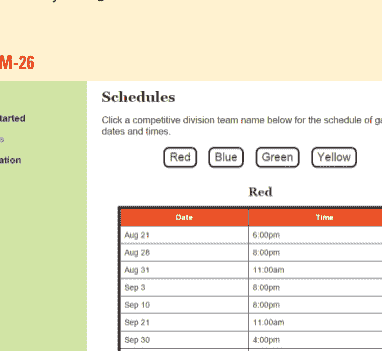 M-26
Schedules
tarted
Click a competitive division team name below for the schedule of ga
s
dates and times.
ation
Red Blue Green Yellow
Red
Date Time
Aug 21 6:00pm
Aug 28 8:00pm
Aug 31 11:00am
Sep 3 8:00pm
Sep 10 8:00pm
Sep 21 11:00am
Sep 30 4:00pm